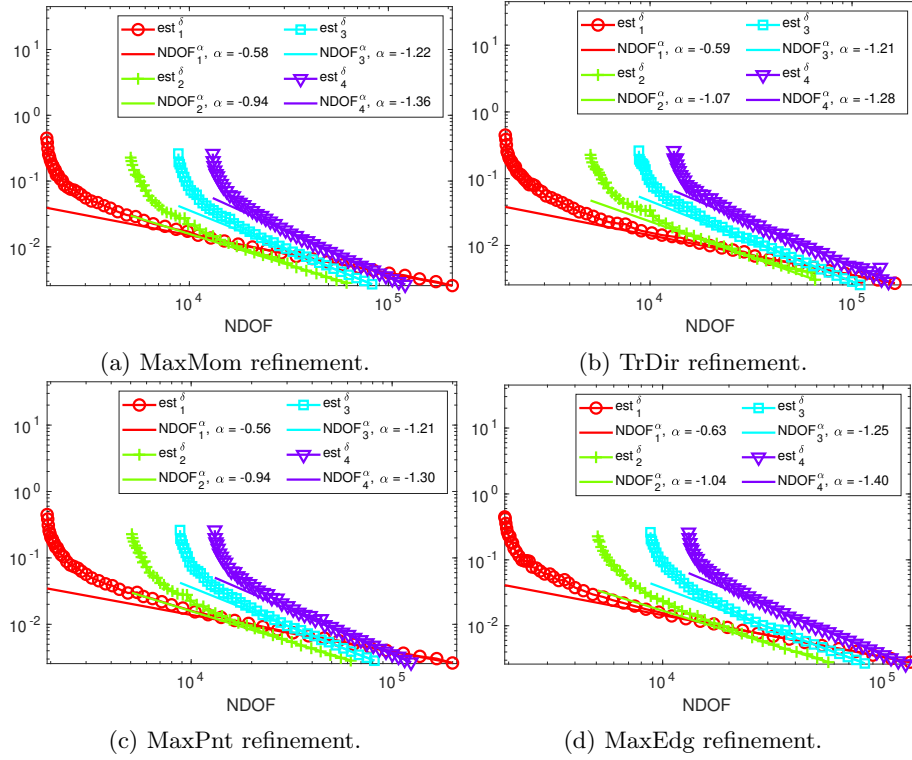 10^1
10^0
10^-1
10^-2
est_1^δ
NDOF_1^α, α = -0.58
est_2^δ
NDOF_2^α, α = -0.94
est_3^δ
NDOF_3^α, α = -1.22
est_4^δ
NDOF_4^α, α = -1.36
10^4
10^5
NDOF
(a) MaxMom refinement.
10^1
10^0
10^-1
10^-2
est_1^δ
NDOF_1^α, α = -0.59
est_2^δ
NDOF_2^α, α = -1.07
est_3^δ
NDOF_3^α, α = -1.21
est_4^δ
NDOF_4^α, α = -1.28
10^4
10^5
NDOF
(b) TrDir refinement.
10^1
10^0
10^-1
10^-2
est_1^δ
NDOF_1^α, α = -0.56
est_2^δ
NDOF_2^α, α = -0.94
est_3^δ
NDOF_3^α, α = -1.21
est_4^δ
NDOF_4^α, α = -1.30
10^4
10^5
NDOF
(c) MaxPnt refinement.
10^1
10^0
10^-1
10^-2
est_1^δ
NDOF_1^α, α = -0.63
est_2^δ
NDOF_2^α, α = -1.04
est_3^δ
NDOF_3^α, α = -1.25
est_4^δ
NDOF_4^α, α = -1.40
10^4
10^5
NDOF
(d) MaxEdg refinement.